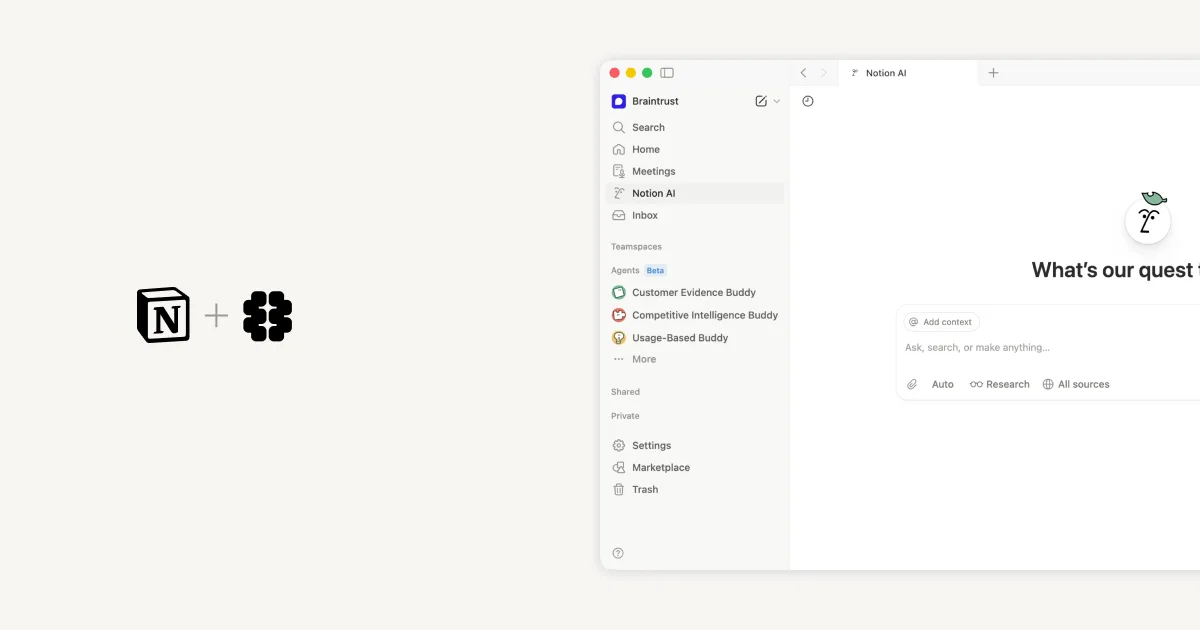 N
Notion AI
Braintrust
Search
Home
Meetings
Notion AI
Inbox
Teamspaces
Agents Beta
Customer Evidence Buddy
Competitive Intelligence Buddy
Usage-Based Buddy
More
Shared
Private
Settings
Marketplace
Trash
What's our quest
@ Add context
Ask, search, or make anything...
Auto Research All sources